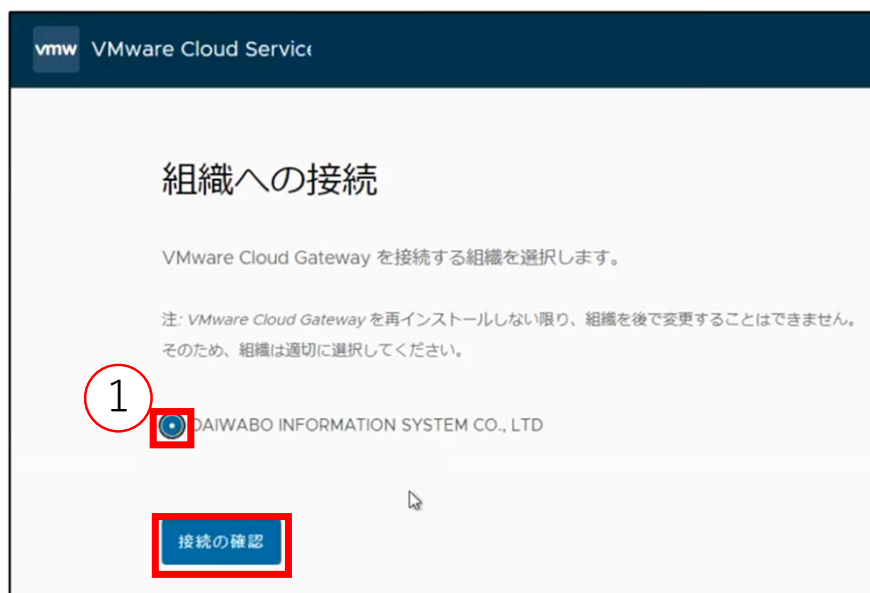 vmw VMware Cloud Servic
組織への接続
VMware Cloud Gateway を接続する組織を選択します。
注: VMware Cloud Gateway を再インストールしない限り、組織を後で変更することはできません。
そのため、組織は適切に選択してください。
1
DAIWABO INFORMATION SYSTEM CO., LTD
接続の確認